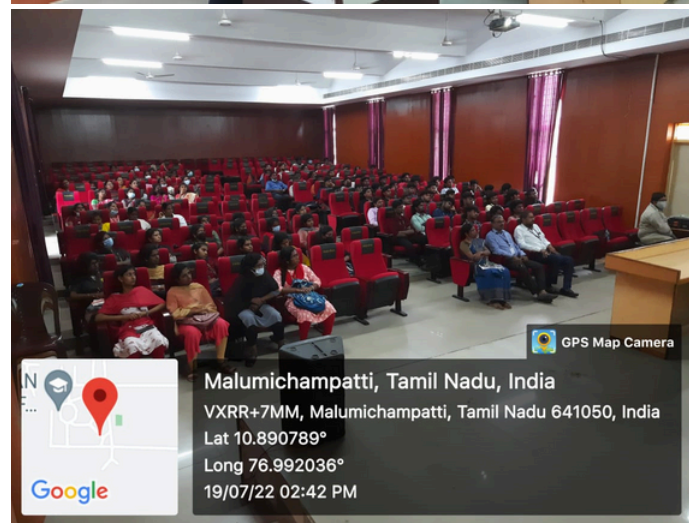 GPS Map Camera
N
E...
Google
Malumichampatti, Tamil Nadu, India
VXRR+7MM, Malumichampatti, Tamil Nadu 641050, India
Lat 10.890789°
Long 76.992036°
19/07/22 02:42 PM